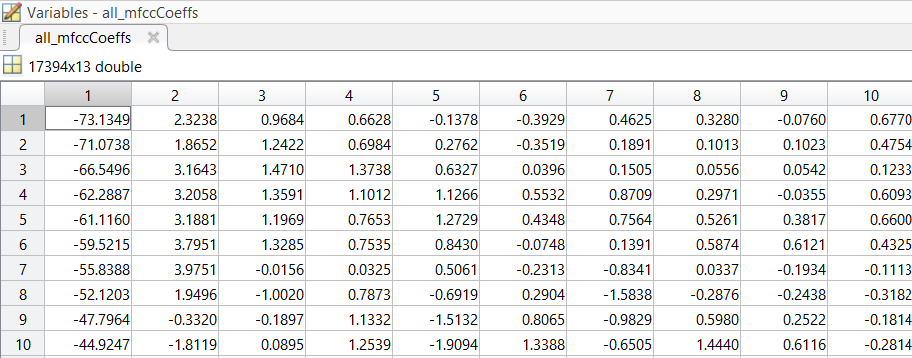 Variables - all_mfccCoeffs
all_mfccCoeffs
17394x13 double
1 2 3 4 5 6 7 8 9 10
1 -73.1349 2.3238 0.9684 0.6628 -0.1378 -0.3929 0.4625 0.3280 -0.0760 0.6770
2 -71.0738 1.8652 1.2422 0.6984 0.2762 -0.3519 0.1891 0.1013 0.1023 0.4754
3 -66.5496 3.1643 1.4710 1.3738 0.6327 0.0396 0.1505 0.0556 0.0542 0.1233
4 -62.2887 3.2058 1.3591 1.1012 1.1266 0.5532 0.8709 0.2971 -0.0355 0.6093
5 -61.1160 3.1881 1.1969 0.7653 1.2729 0.4348 0.7564 0.5261 0.3817 0.6600
6 -59.5215 3.7951 1.3285 0.7535 0.8430 -0.0748 0.1391 0.5874 0.6121 0.4325
7 -55.8388 3.9751 -0.0156 0.0325 0.5061 -0.2313 -0.8341 0.0337 -0.1934 -0.1113
8 -52.1203 1.9496 -1.0020 0.7873 -0.6919 0.2904 -1.5838 -0.2876 -0.2438 -0.3182
9 -47.7964 -0.3320 -0.1897 1.1332 -1.5132 0.8065 -0.9829 0.5980 0.2522 -0.1814
10 -44.9247 -1.8119 0.0895 1.2539 -1.9094 1.3388 -0.6505 1.4440 0.6116 -0.2814